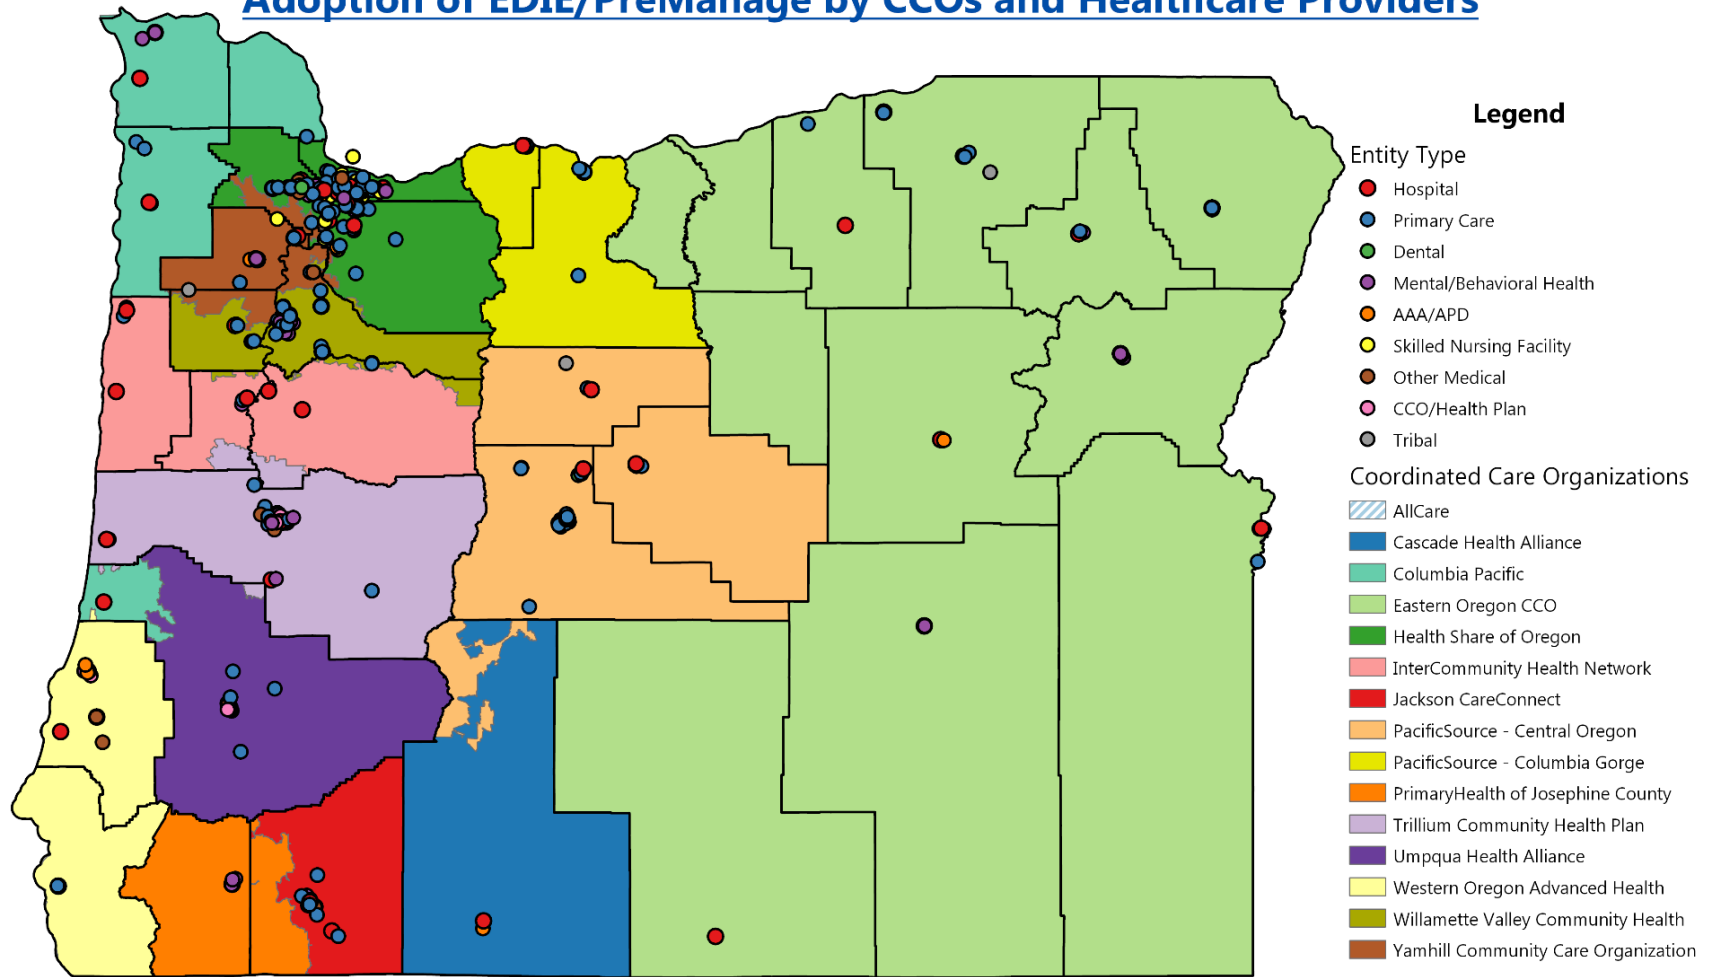 Adoption of EDIE/PreManage by CCOs and Healthcare Providers
Legend
Entity Type
Hospital
Primary Care
Dental
Mental/Behavioral Health
AAA/APD
Skilled Nursing Facility
Other Medical
CCO/Health Plan
Tribal
Coordinated Care Organizations
AllCare
Cascade Health Alliance
Columbia Pacific
Eastern Oregon CCO
Health Share of Oregon
InterCommunity Health Network
Jackson CareConnect
PacificSource - Central Oregon
PacificSource - Columbia Gorge
PrimaryHealth of Josephine County
Trillium Community Health Plan
Umpqua Health Alliance
Western Oregon Advanced Health
Willamette Valley Community Health
Yamhill Community Care Organization